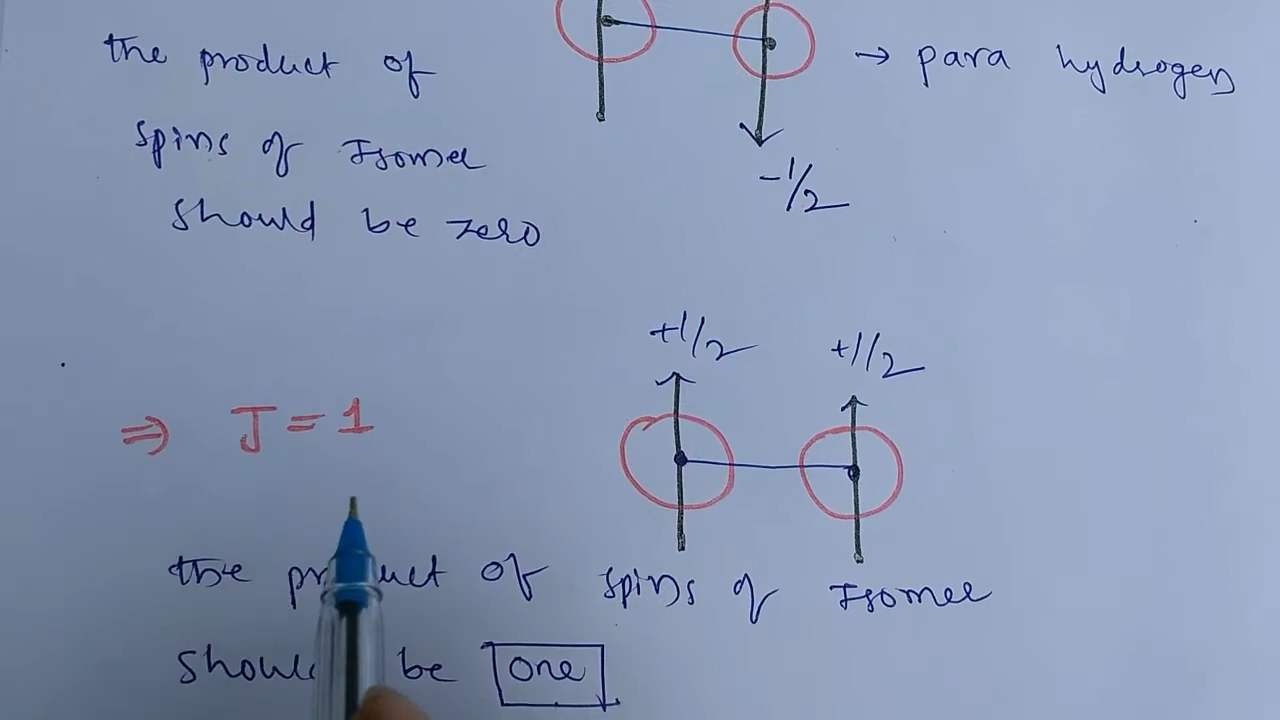 the product of
→ para hydrogen
spins of Isomer
-1/2
should be zero
+1/2 +1/2
⇒ J = 1
the product of spins of Isomer
should be one